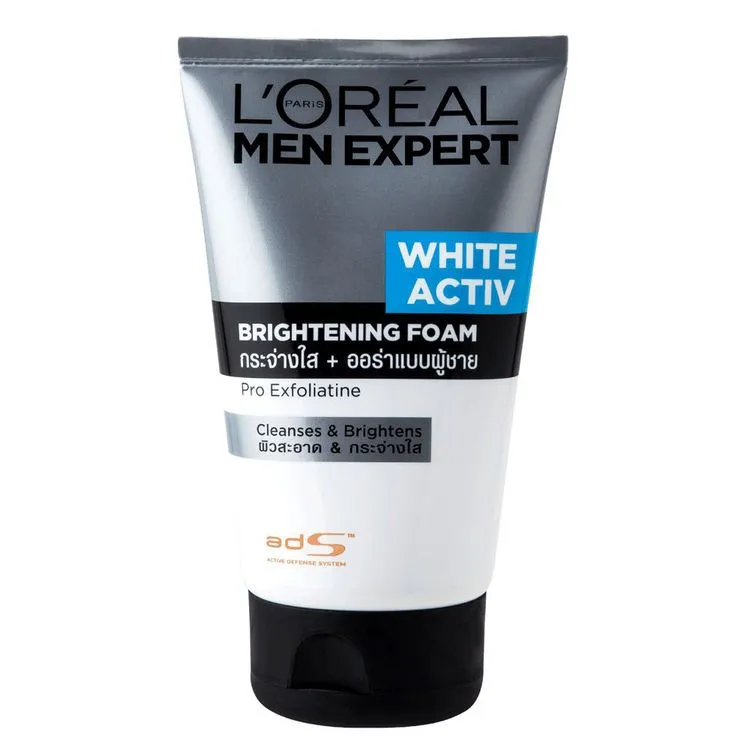 L'ORÉAL
PARIS
MEN EXPERT
WHITE
ACTIV
BRIGHTENING FOAM
กระจ่างใส + ออร่าแบบผู้ชาย
Pro Exfoliatine
Cleanses & Brightens
ผิวสะอาด & กระจ่างใส
adS™
ACTIVE DEFENSE SYSTEM